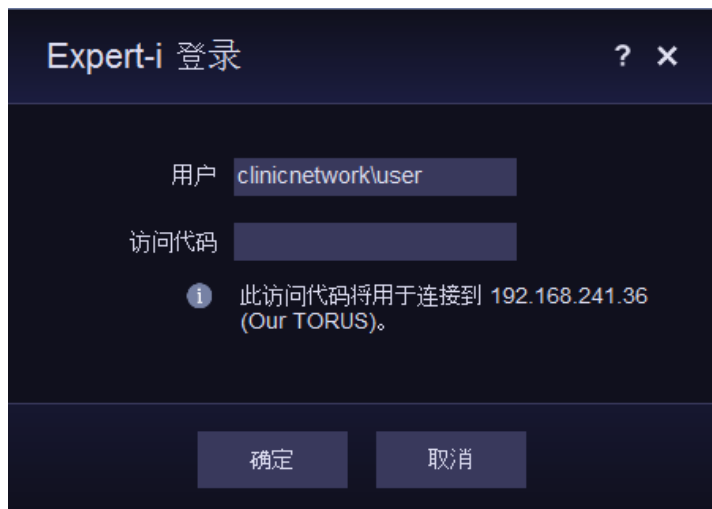 Expert-i 登录 ? ×
用户 clinicnetwork\user
访问代码
i 此访问代码将用于连接到 192.168.241.36
(Our TORUS)。
确定 取消